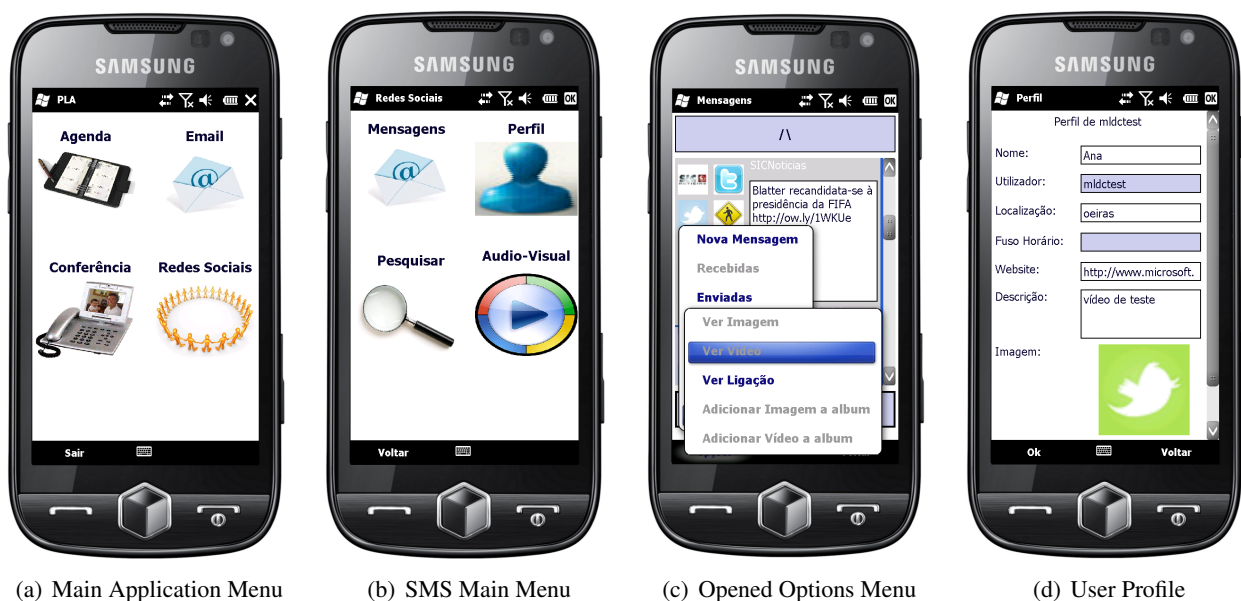 SAMSUNG
PLA
Agenda
Email
@
Conferência
Redes Sociais
Sair
SAMSUNG
Redes Sociais
OK
Mensagens
Perfil
@
Pesquisar
Audio-Visual
Voltar
SAMSUNG
Mensagens
OK
/\
SICNoticias
Blatter recandidata-se à
presidência da FIFA
http://ow.ly/1WKUe
Nova Mensagem
Recebidas
Enviadas
Ver Imagem
Ver Vídeo
Ver Ligação
Adicionar Imagem a album
Adicionar Vídeo a album
SAMSUNG
Perfil
OK
Perfil de mldctest
Nome: Ana
Utilizador: mldctest
Localização: oeiras
Fuso Horário:
Website: http://www.microsoft.
Descrição: vídeo de teste
Imagem:
Ok
Voltar
(a) Main Application Menu
(b) SMS Main Menu
(c) Opened Options Menu
(d) User Profile